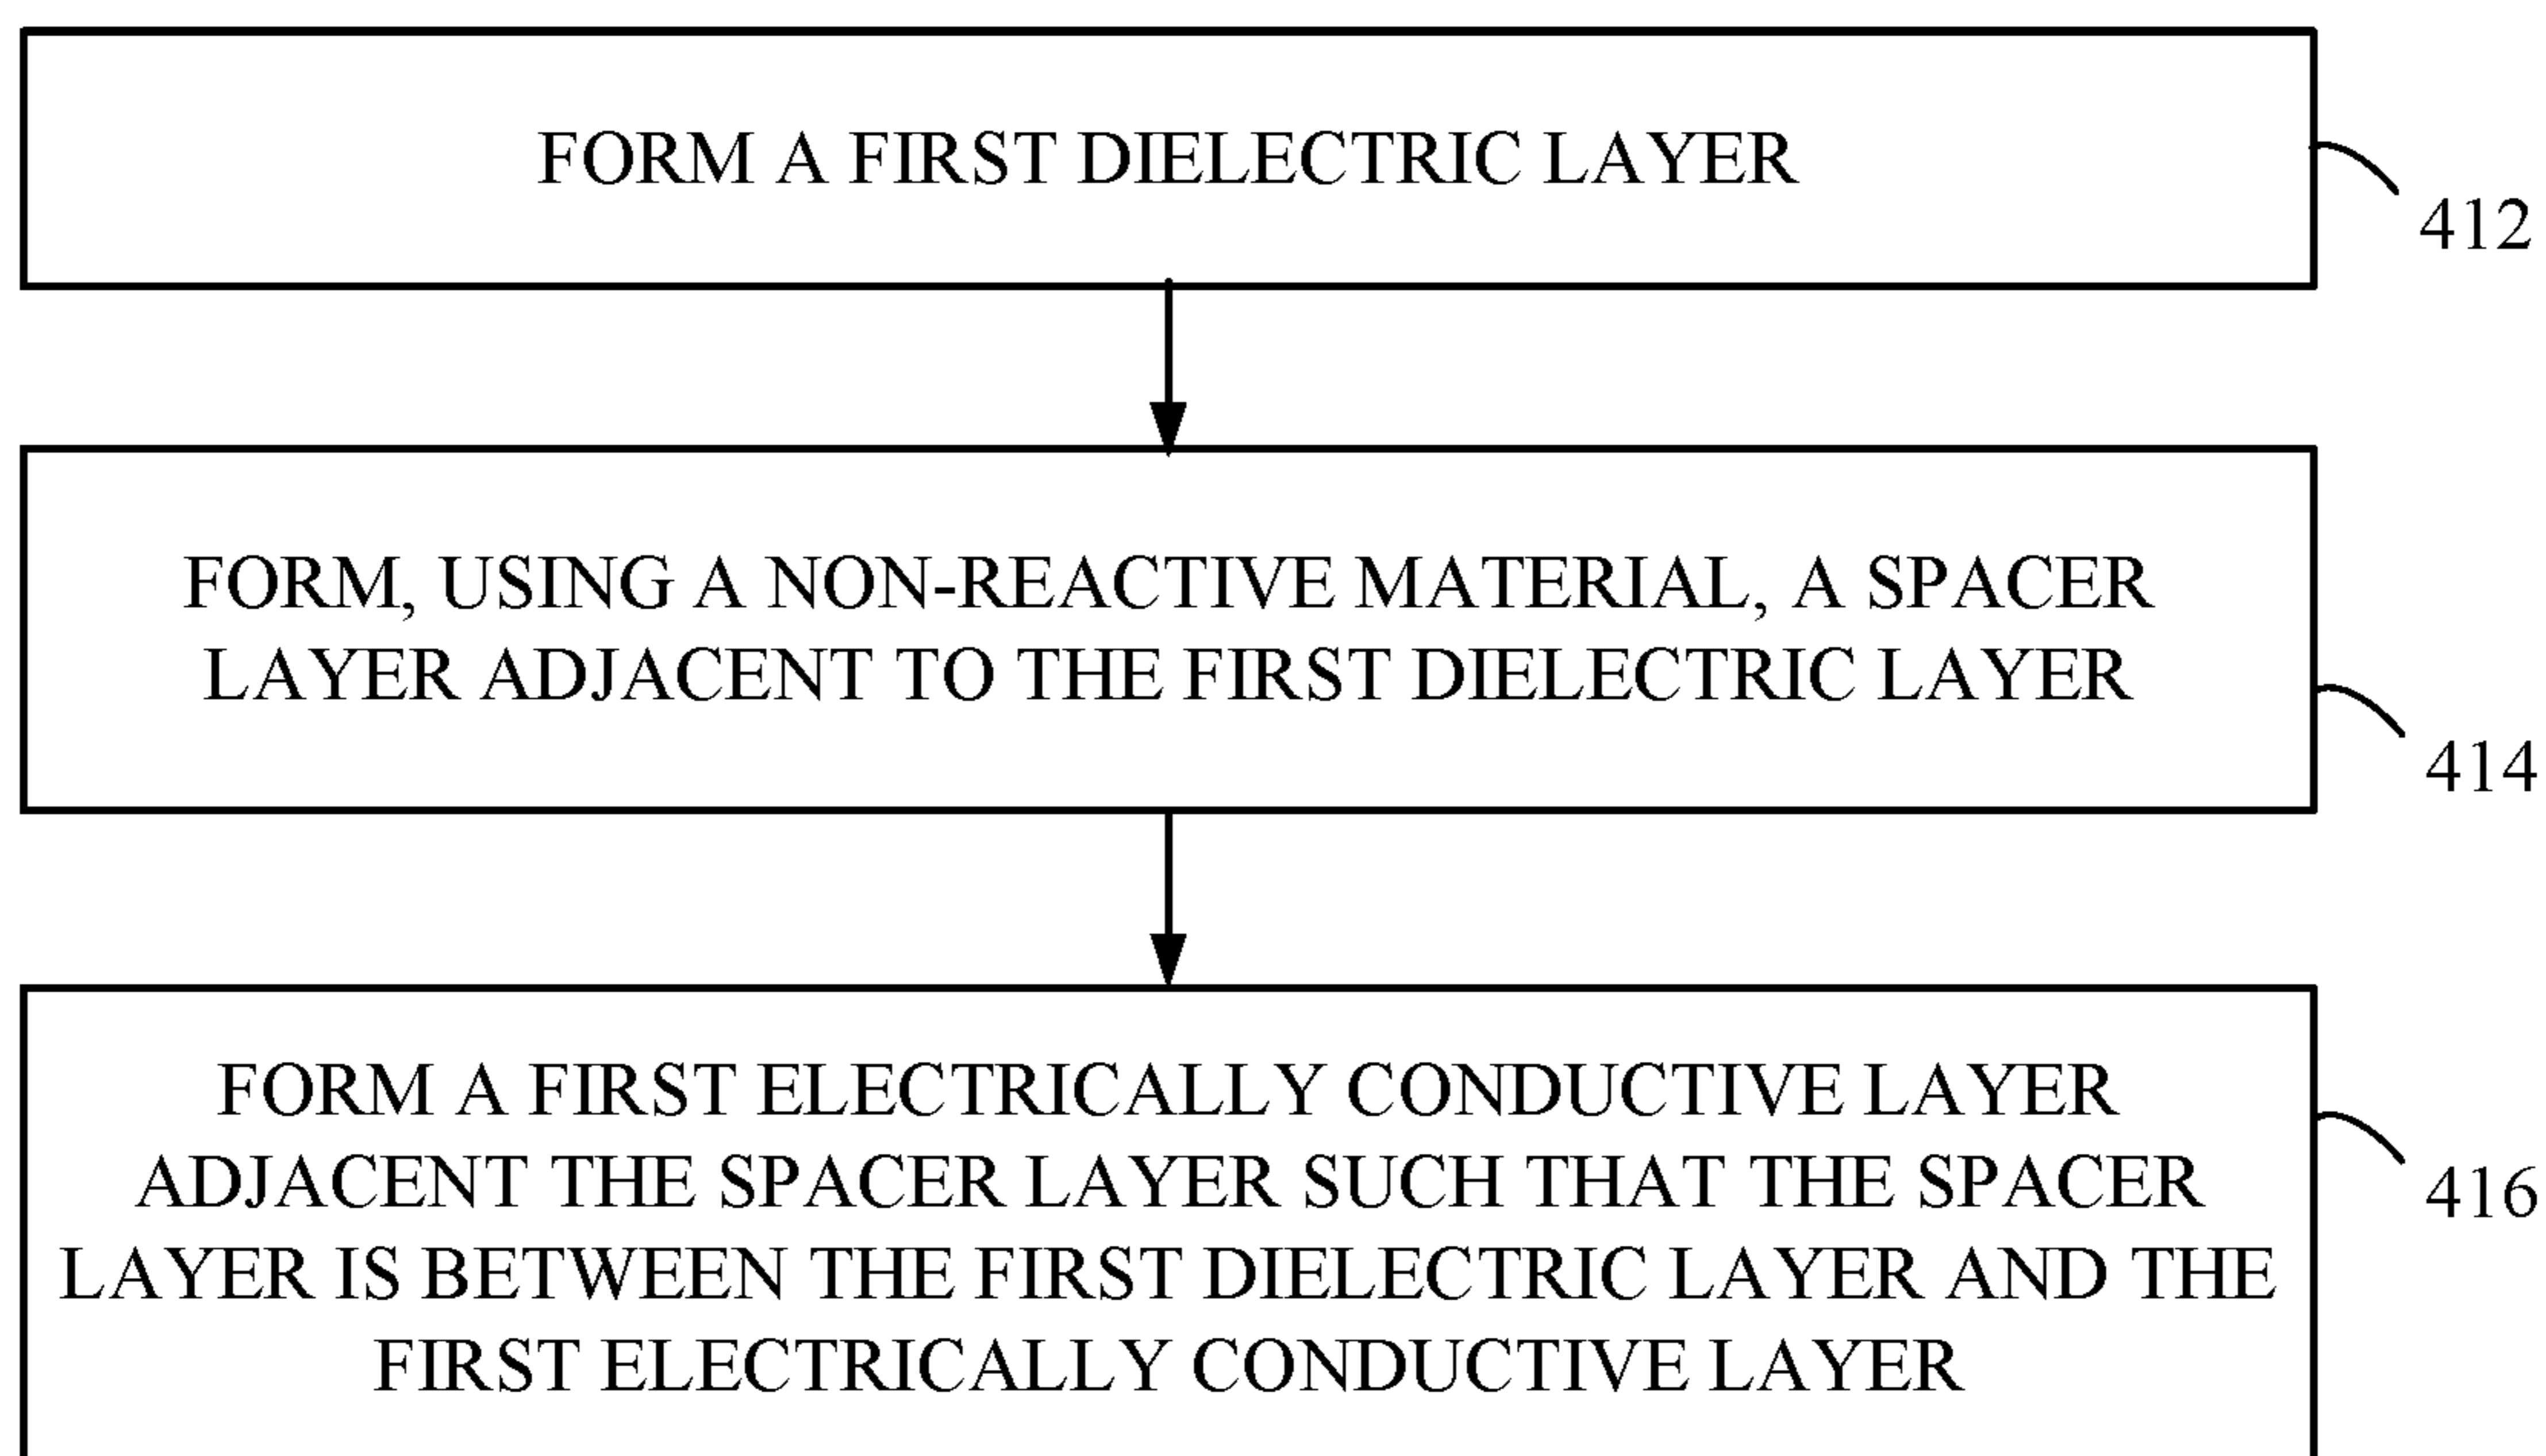 FORM A FIRST DIELECTRIC LAYER
412
FORM, USING A NON-REACTIVE MATERIAL, A SPACER
LAYER ADJACENT TO THE FIRST DIELECTRIC LAYER
414
FORM A FIRST ELECTRICALLY CONDUCTIVE LAYER
ADJACENT THE SPACER LAYER SUCH THAT THE SPACER
LAYER IS BETWEEN THE FIRST DIELECTRIC LAYER AND THE
FIRST ELECTRICALLY CONDUCTIVE LAYER
416